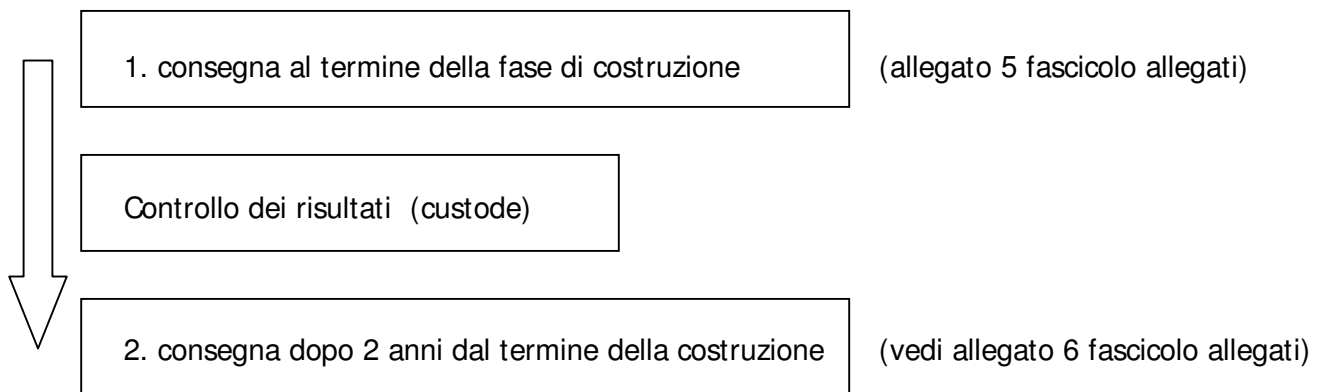 1. consegna al termine della fase di costruzione (allegato 5 fascicolo allegati)
Controllo dei risultati (custode)
2. consegna dopo 2 anni dal termine della costruzione (vedi allegato 6 fascicolo allegati)